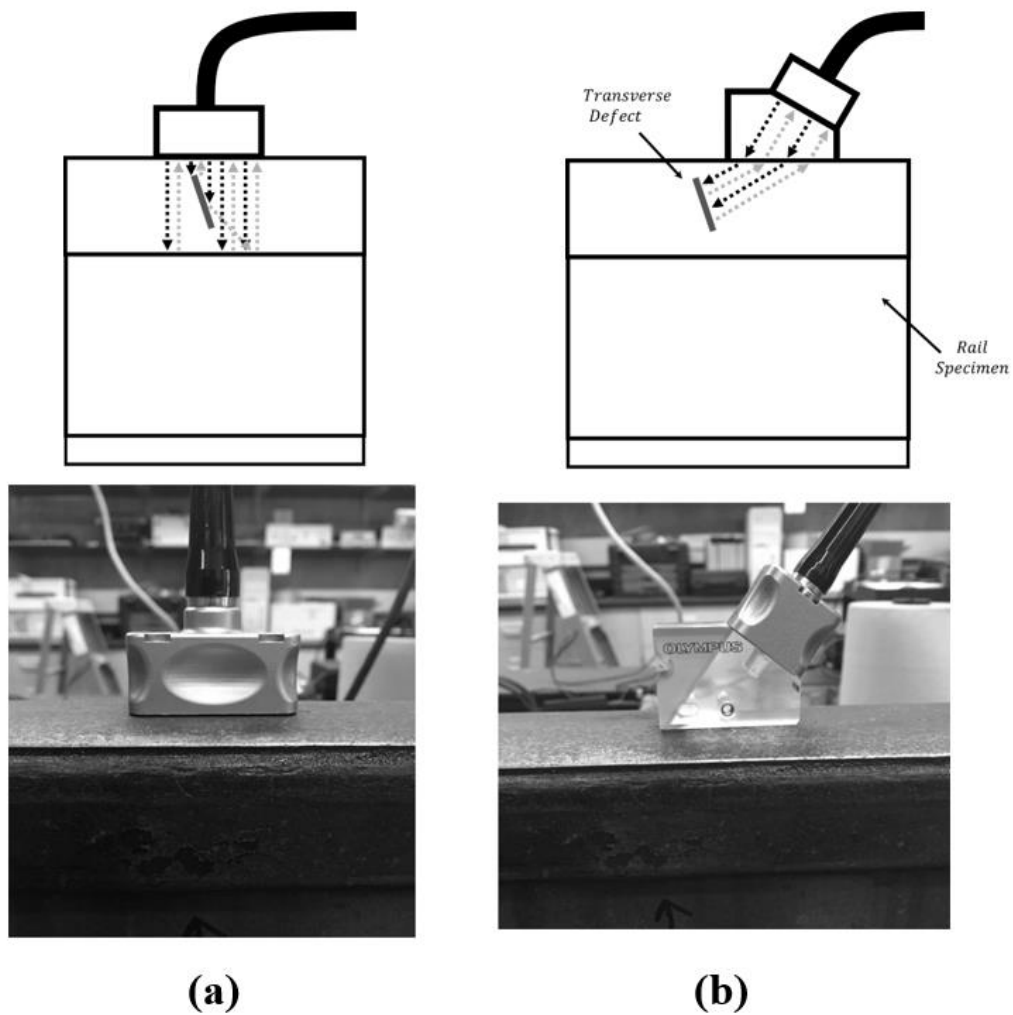 Transverse
Defect
Rail
Specimen
OLYMPUS
(a)
(b)